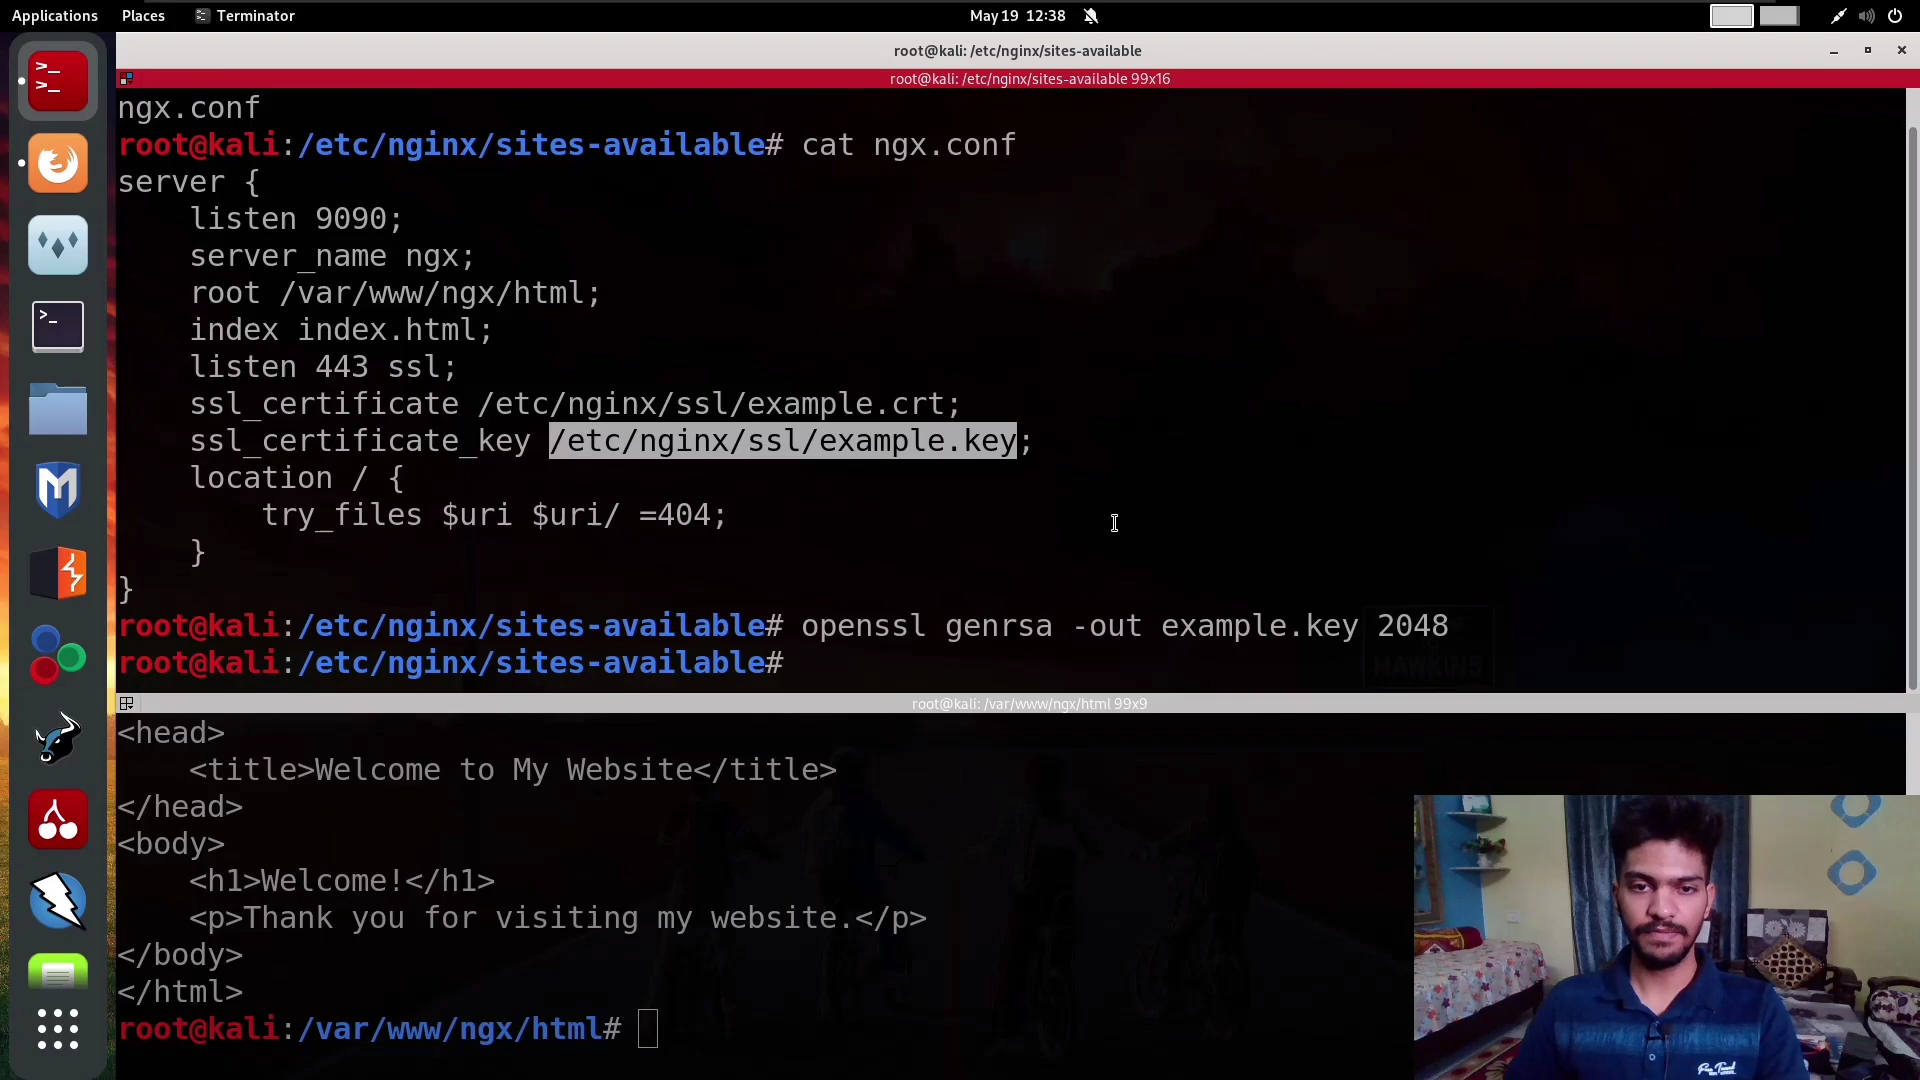 Applications Places Terminator May 19 12:38
root@kali: /etc/nginx/sites-available
root@kali: /etc/nginx/sites-available 99x16
ngx.conf
root@kali:/etc/nginx/sites-available# cat ngx.conf
server {
listen 9090;
server_name ngx;
root /var/www/ngx/html;
index index.html;
listen 443 ssl;
ssl_certificate /etc/nginx/ssl/example.crt;
ssl_certificate_key /etc/nginx/ssl/example.key;
location / {
try_files $uri $uri/ =404;
}
}
root@kali:/etc/nginx/sites-available# openssl genrsa -out example.key 2048
root@kali:/etc/nginx/sites-available#
HAWKINS
root@kali: /var/www/ngx/html 99x9
<head>
<title>Welcome to My Website</title>
</head>
<body>
<h1>Welcome!</h1>
<p>Thank you for visiting my website.</p>
</body>
</html>
root@kali:/var/www/ngx/html#